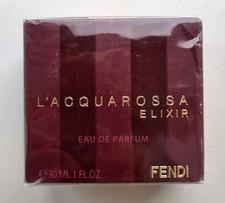 L'ACQUAROSSA
ELIXIR
EAU DE PARFUM
℮30 ML 1 FL.OZ
FENDI